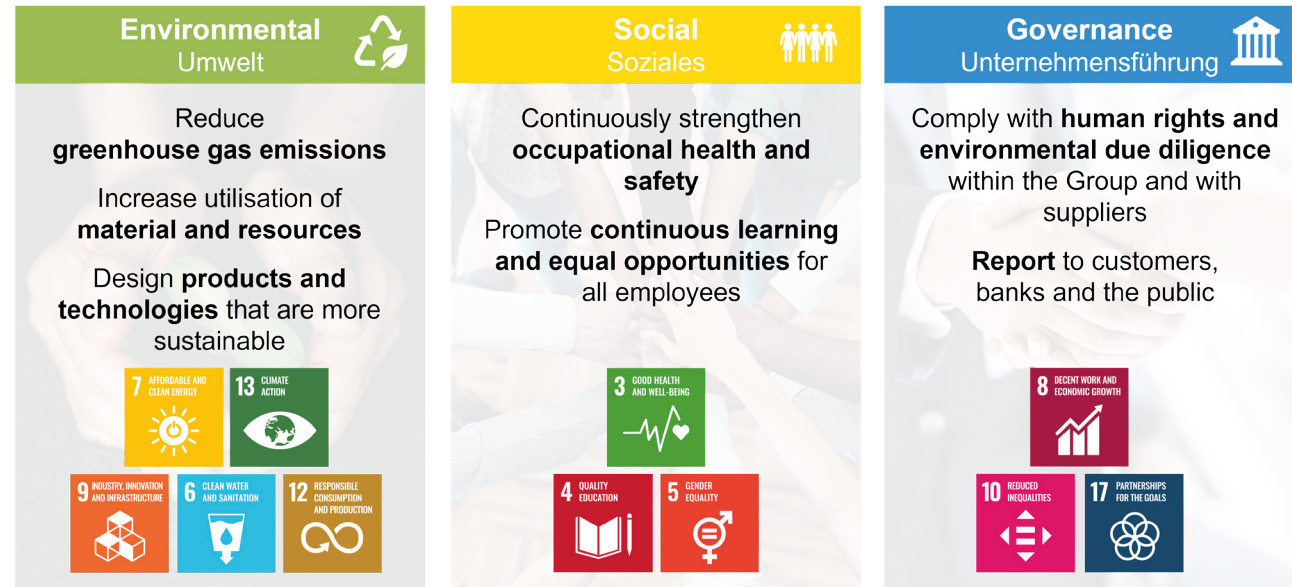 Environmental
Umwelt
Reduce
greenhouse gas emissions
Increase utilisation of
material and resources
Design products and
technologies that are more
sustainable
7 AFFORDABLE AND
CLEAN ENERGY
13 CLIMATE
ACTION
9 INDUSTRY, INNOVATION
AND INFRASTRUCTURE
6 CLEAN WATER
AND SANITATION
12 RESPONSIBLE
CONSUMPTION
AND PRODUCTION
Social
Soziales
Continuously strengthen
occupational health and
safety
Promote continuous learning
and equal opportunities for
all employees
3 GOOD HEALTH
AND WELL-BEING
4 QUALITY
EDUCATION
5 GENDER
EQUALITY
Governance
Unternehmensführung
Comply with human rights and
environmental due diligence
within the Group and with
suppliers
Report to customers,
banks and the public
8 DECENT WORK AND
ECONOMIC GROWTH
10 REDUCED
INEQUALITIES
17 PARTNERSHIPS
FOR THE GOALS